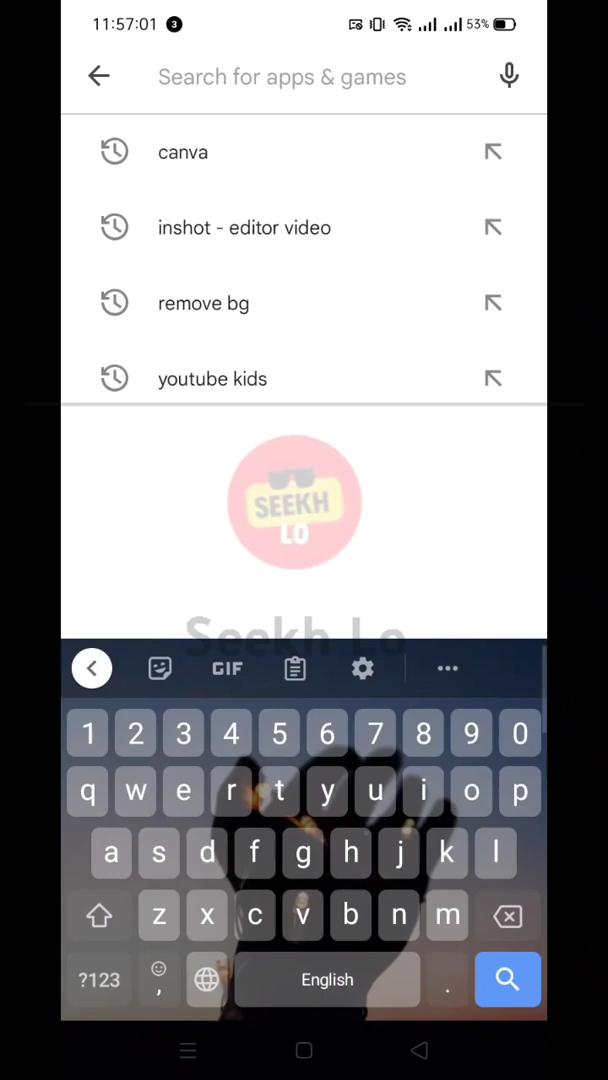 11:57:01 3 53%
Search for apps & games
canva
inshot - editor video
remove bg
youtube kids
SEEKH
LO
Seekh Lo
GIF
1 2 3 4 5 6 7 8 9 0
q w e r t y u i o p
a s d f g h j k l
z x c v b n m
?123 , English .